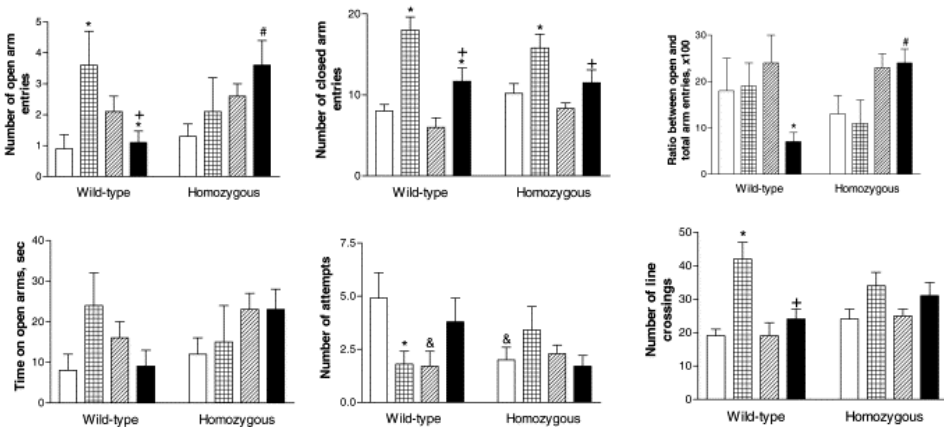 Number of open arm
entries
5
4
3
2
1
0
*
+
*
#
Wild-type
Homozygous
Number of closed arm
entries
20
10
0
*
+
*
*
+
Wild-type
Homozygous
Ratio between open and
total arm entries, x100
30
20
10
0
*
#
Wild-type
Homozygous
Time on open arms, sec
40
30
20
10
0
Wild-type
Homozygous
Number of attempts
7.5
5.0
2.5
0.0
*
&
&
Wild-type
Homozygous
Number of line
crossings
50
40
30
20
10
0
*
+
Wild-type
Homozygous